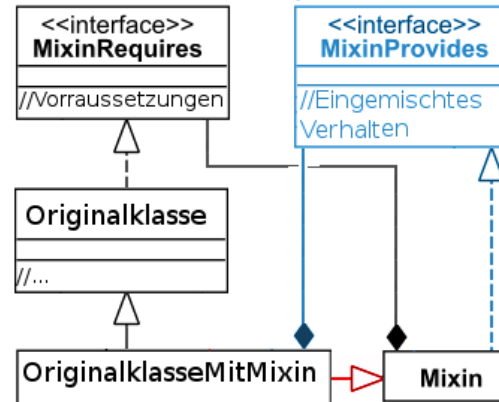 <<interface>>
MixinRequires
//Vorraussetzungen
<<interface>>
MixinProvides
//Eingemischtes
Verhalten
Originalklasse
//...
OriginalklasseMitMixin
Mixin